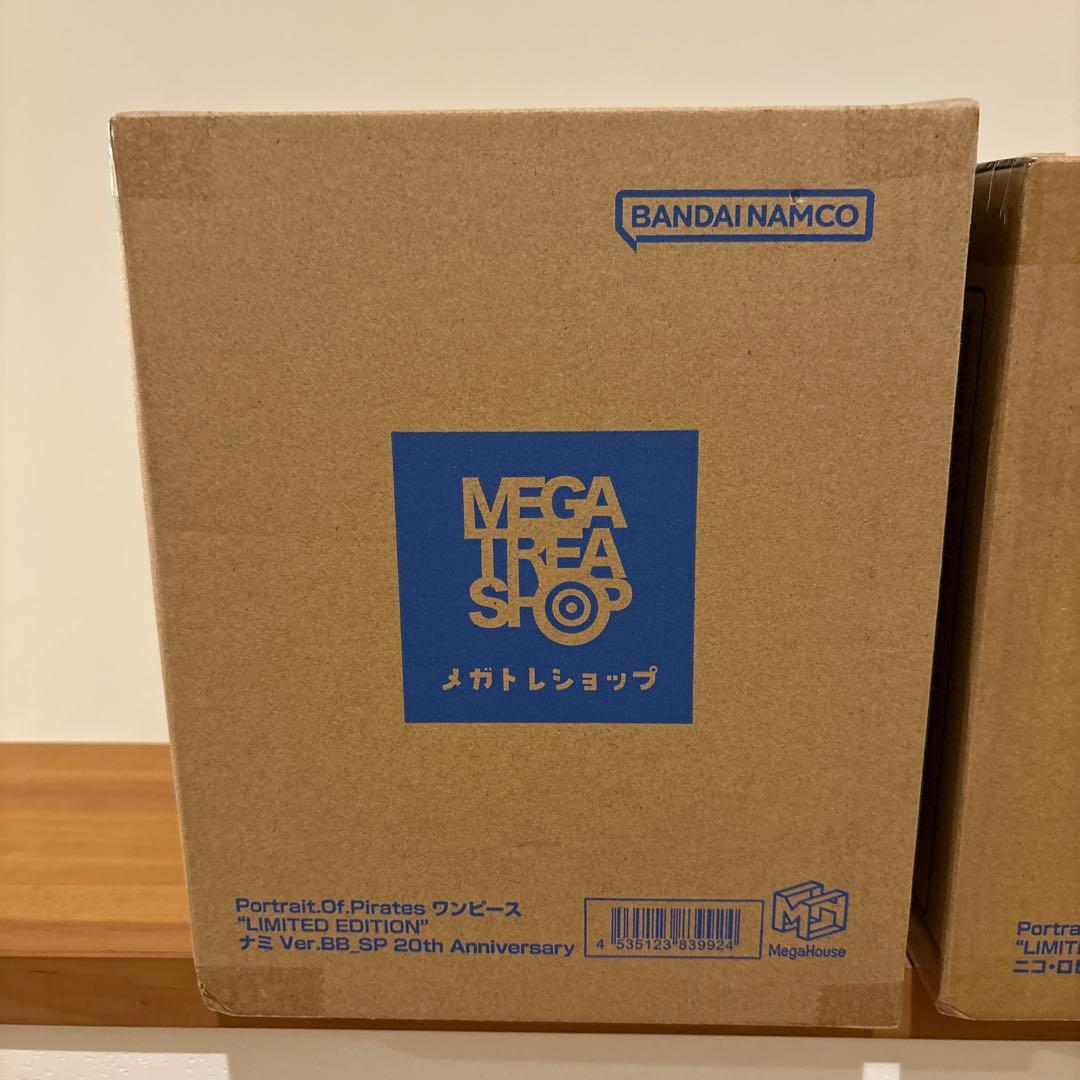 BANDAI NAMCO
MEGA
TREA
SHOP
メガトレショップ
Portrait.Of.Pirates ワンピース
“LIMITED EDITION”
ナミ Ver.BB_SP 20th Anniversary
4 535123 839924
MegaHouse
Portra
“LIMIT
ニコ・ロ